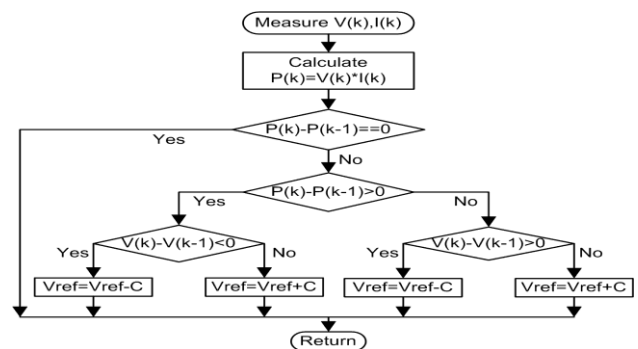 Measure V(k),I(k)
Calculate
P(k)=V(k)*I(k)
P(k)-P(k-1)==0
Yes
No
P(k)-P(k-1)>0
Yes
No
V(k)-V(k-1)<0
V(k)-V(k-1)>0
Yes
No
Yes
No
Vref=Vref-C
Vref=Vref+C
Vref=Vref-C
Vref=Vref+C
Return